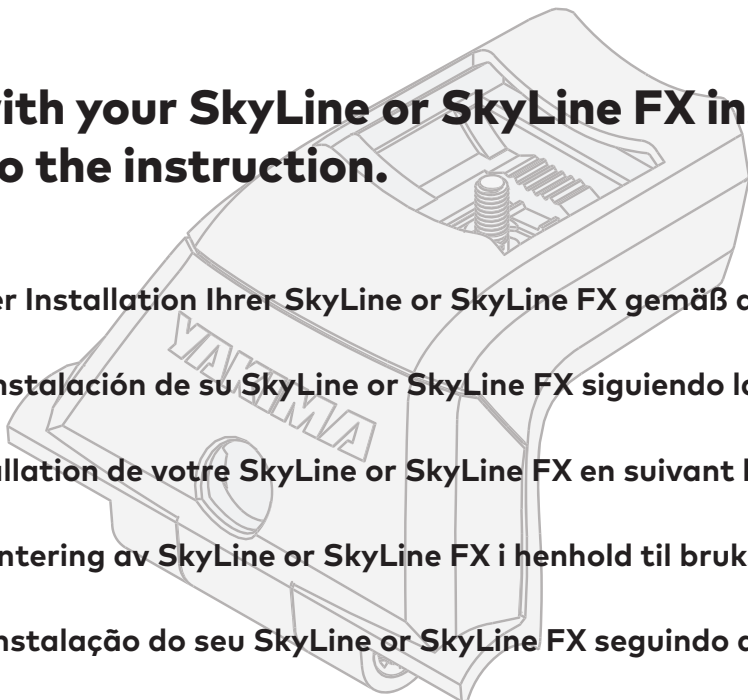 with your SkyLine or SkyLine FX in
o the instruction.
er Installation Ihrer SkyLine or SkyLine FX gemäß
nstalación de su SkyLine or SkyLine FX siguiendo
allation de votre SkyLine or SkyLine FX en suivant
YAKIMA
ntering av SkyLine or SkyLine FX i henhold til bruk
nstalação do seu SkyLine or SkyLine FX seguindo